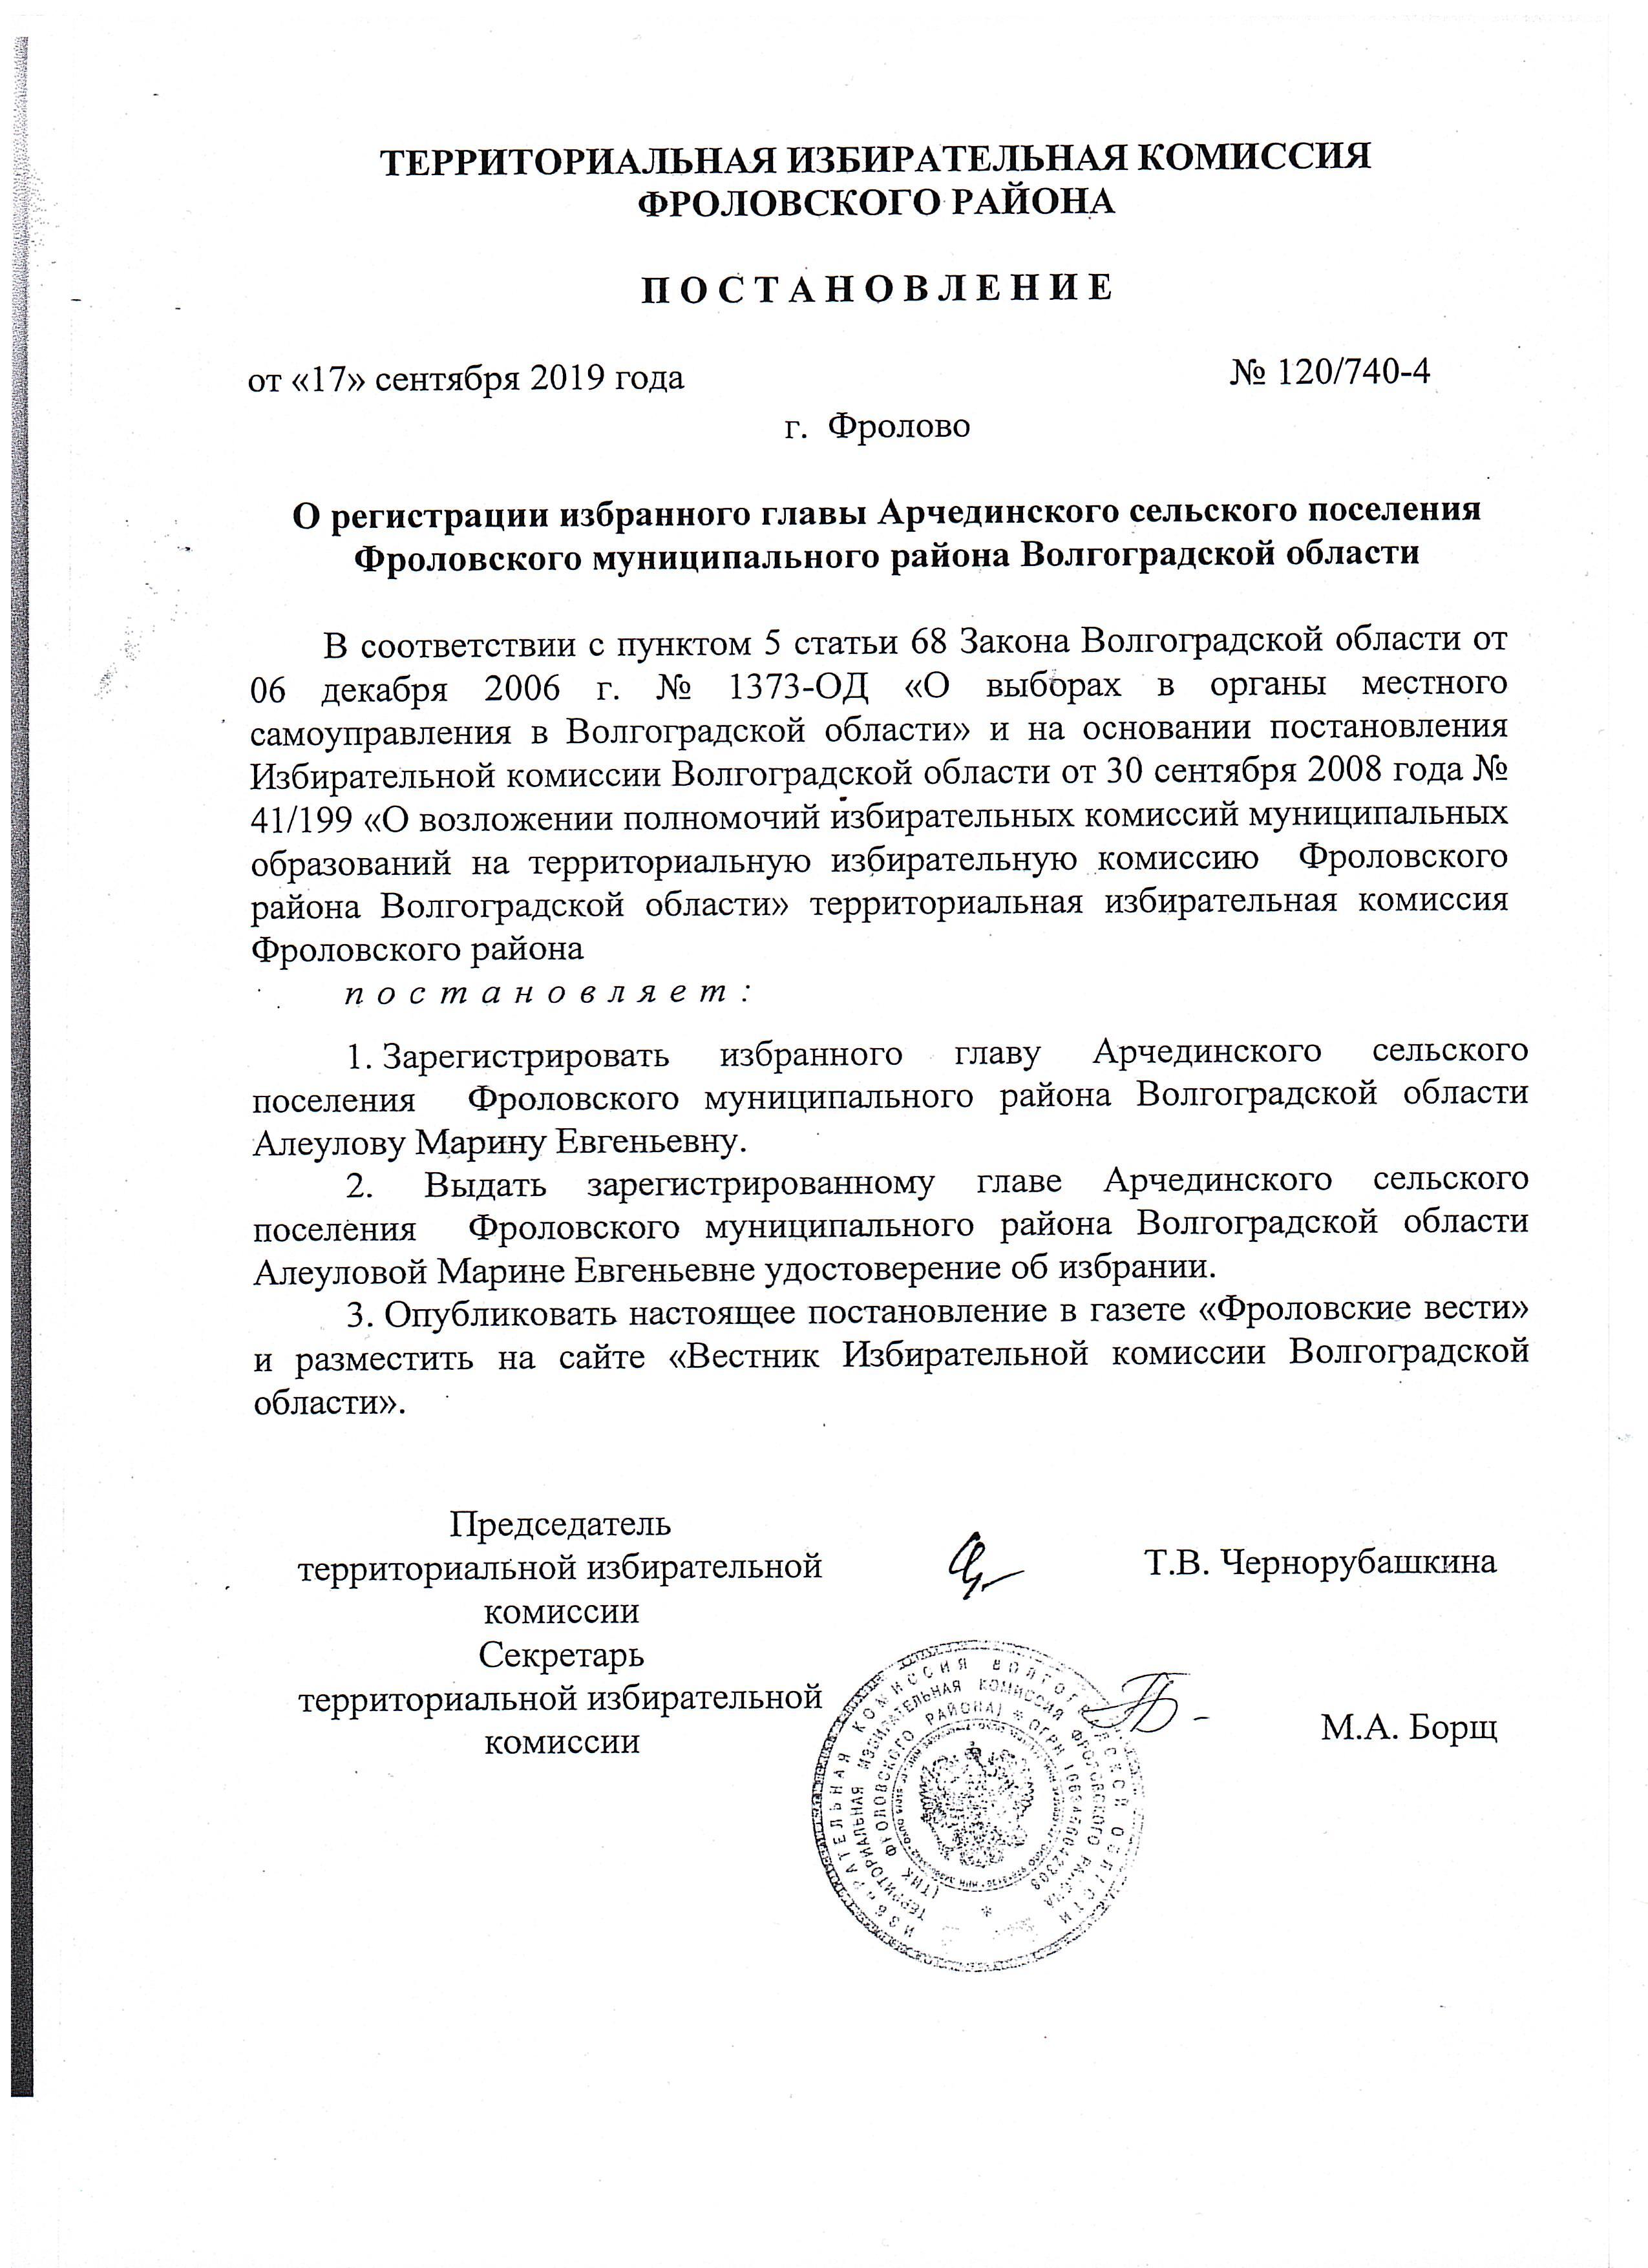 ТЕРРИТОРИАЛЬНАЯ ИЗБИРАТЕЛЬНАЯ КОМИССИЯ
ФРОЛОВСКОГО РАЙОНА
П О С Т А Н О В Л Е Н И Е
от «17» сентября 2019 года № 120/740-4
г. Фролово
О регистрации избранного главы Арчединского сельского поселения
Фроловского муниципального района Волгоградской области
В соответствии с пунктом 5 статьи 68 Закона Волгоградской области от
06 декабря 2006 г. № 1373-ОД «О выборах в органы местного
самоуправления в Волгоградской области» и на основании постановления
Избирательной комиссии Волгоградской области от 30 сентября 2008 года №
41/199 «О возложении полномочий избирательных комиссий муниципальных
образований на территориальную избирательную комиссию Фроловского
района Волгоградской области» территориальная избирательная комиссия
Фроловского района
п о с т а н о в л я е т :
1. Зарегистрировать избранного главу Арчединского сельского
поселения Фроловского муниципального района Волгоградской области
Алеулову Марину Евгеньевну.
2. Выдать зарегистрированному главе Арчединского сельского
поселения Фроловского муниципального района Волгоградской области
Алеуловой Марине Евгеньевне удостоверение об избрании.
3. Опубликовать настоящее постановление в газете «Фроловские вести»
и разместить на сайте «Вестник Избирательной комиссии Волгоградской
области».
Председатель
территориальной избирательной
комиссии
Т.В. Чернорубашкина
Секретарь
территориальной избирательной
комиссии
М.А. Борщ
ИЗБИРАТЕЛЬНАЯ КОМИССИЯ ВОЛГОГРАДСКОЙ ОБЛАСТИ
ТЕРРИТОРИАЛЬНАЯ ИЗБИРАТЕЛЬНАЯ КОМИССИЯ ФРОЛОВСКОГО РАЙОНА
(ТИК ФРОЛОВСКОГО РАЙОНА) * ОГРН